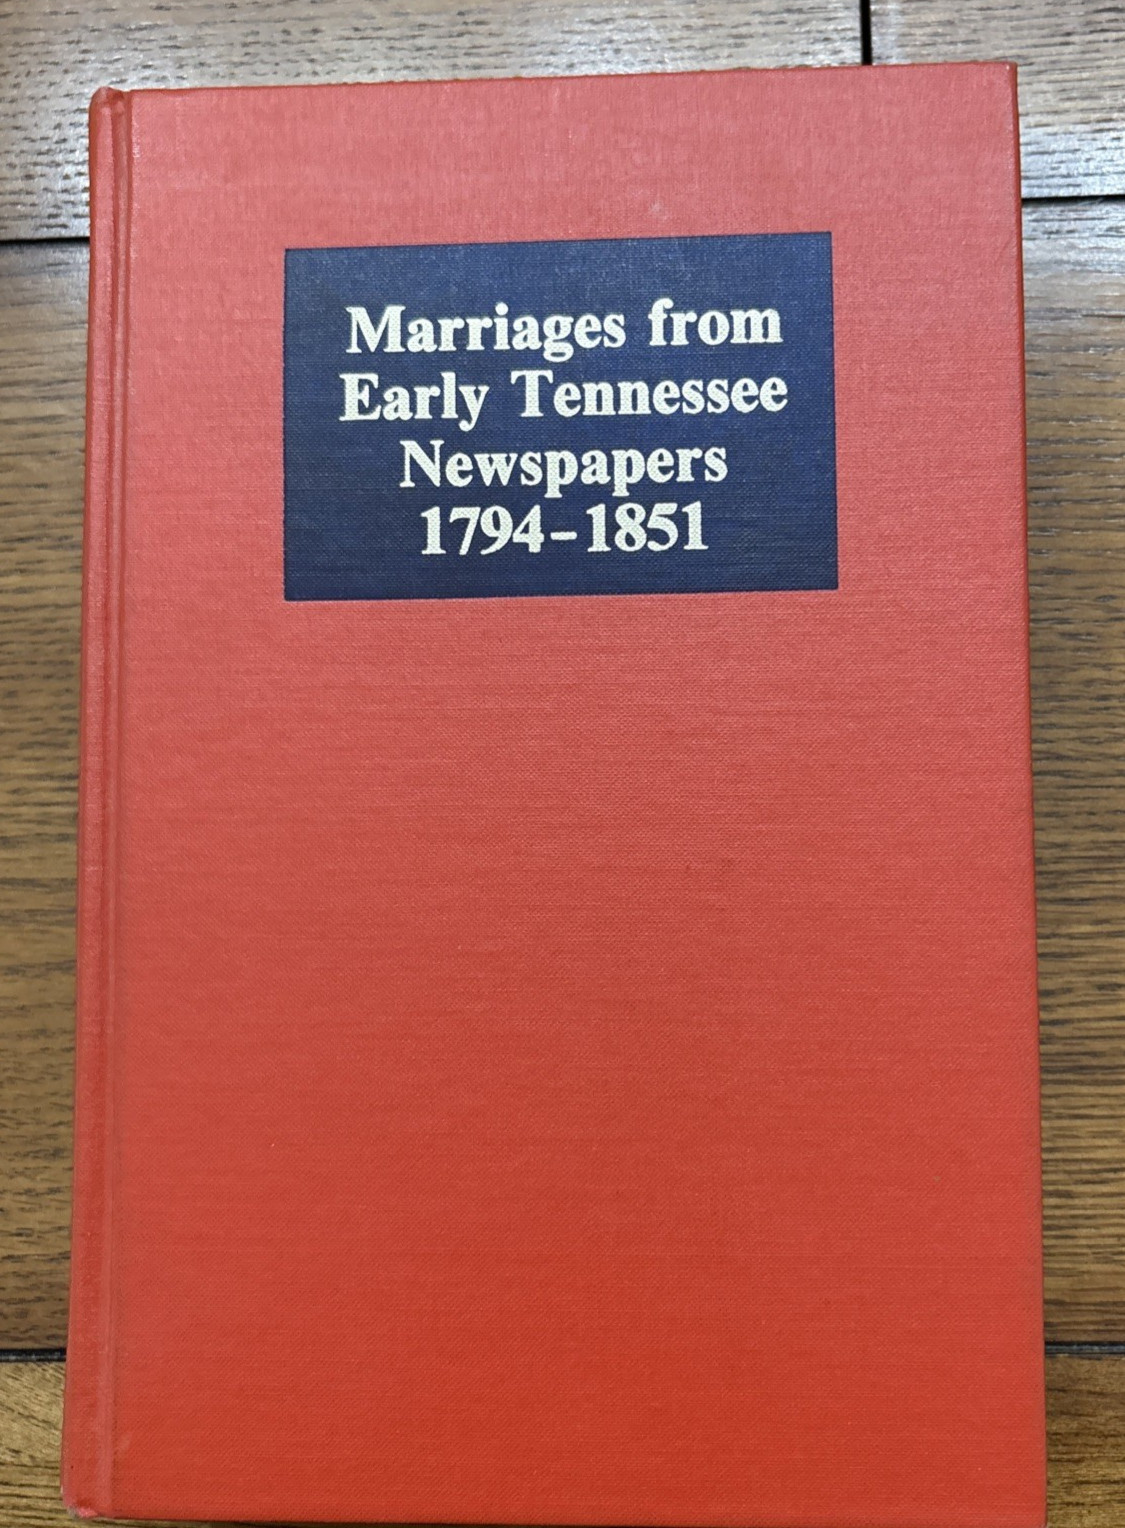 Marriages from
Early Tennessee
Newspapers
1794-1851